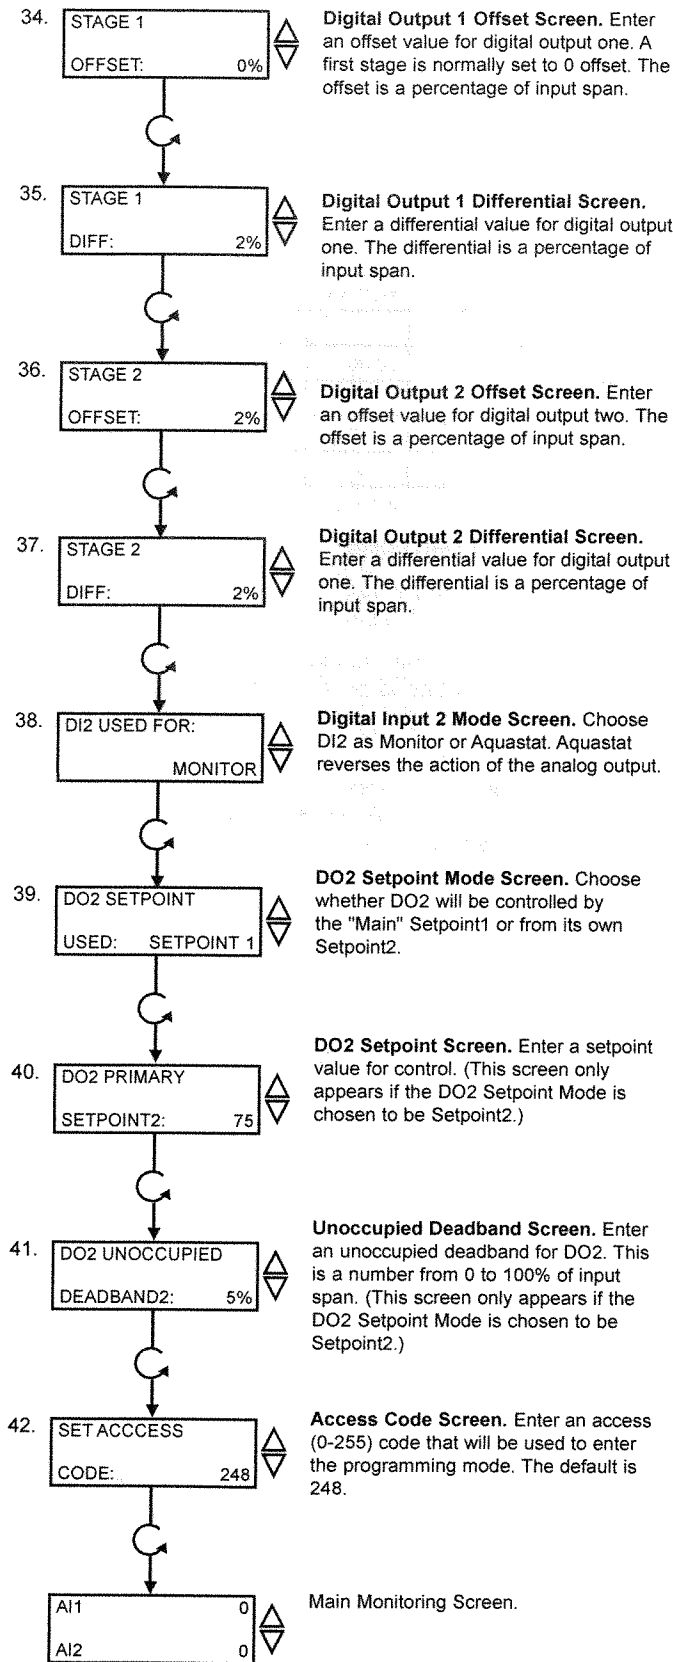 34.
STAGE 1
OFFSET: 0%
Digital Output 1 Offset Screen. Enter
an offset value for digital output one. A
first stage is normally set to 0 offset. The
offset is a percentage of input span.
35.
STAGE 1
DIFF: 2%
Digital Output 1 Differential Screen.
Enter a differential value for digital output
one. The differential is a percentage of
input span.
36.
STAGE 2
OFFSET: 2%
Digital Output 2 Offset Screen. Enter
an offset value for digital output two. The
offset is a percentage of input span.
37.
STAGE 2
DIFF: 2%
Digital Output 2 Differential Screen.
Enter a differential value for digital output
one. The differential is a percentage of
input span.
38.
DI2 USED FOR:
MONITOR
Digital Input 2 Mode Screen. Choose
DI2 as Monitor or Aquastat. Aquastat
reverses the action of the analog output.
39.
DO2 SETPOINT
USED: SETPOINT 1
DO2 Setpoint Mode Screen. Choose
whether DO2 will be controlled by
the "Main" Setpoint1 or from its own
Setpoint2.
40.
DO2 PRIMARY
SETPOINT2: 75
DO2 Setpoint Screen. Enter a setpoint
value for control. (This screen only
appears if the DO2 Setpoint Mode is
chosen to be Setpoint2.)
41.
DO2 UNOCCUPIED
DEADBAND2: 5%
Unoccupied Deadband Screen. Enter
an unoccupied deadband for DO2. This
is a number from 0 to 100% of input
span. (This screen only appears if the
DO2 Setpoint Mode is chosen to be
Setpoint2.)
42.
SET ACCCESS
CODE: 248
Access Code Screen. Enter an access
(0-255) code that will be used to enter
the programming mode. The default is
248.
AI1 0
AI2 0
Main Monitoring Screen.